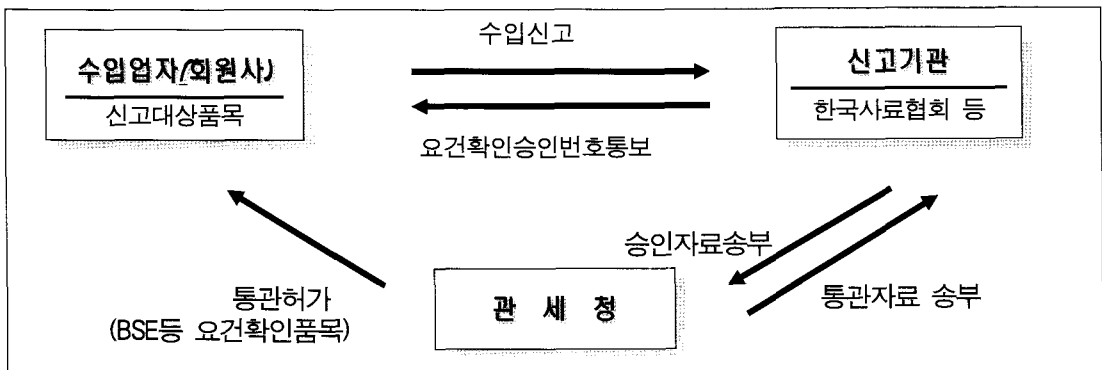 수입신고
수입업자(회원사)
신고대상품목
신고기관
한국사료협회 등
요건확인승인번호통보
승인자료송부
통관허가
(BSE등 요건확인품목)
관 세 청
통관자료 송부